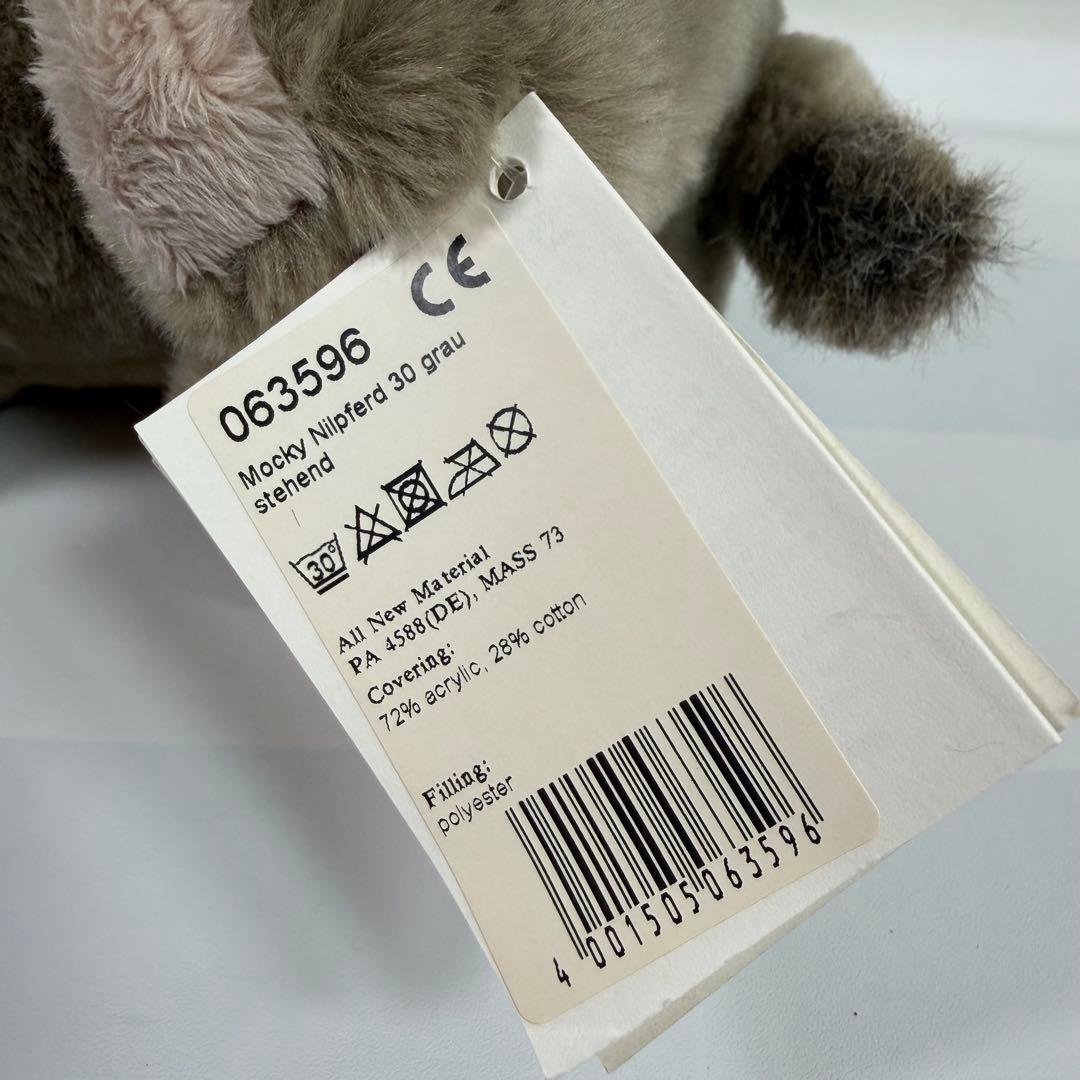 CE
063596
Mocky Nilpferd 30 grau
stehend
30°
All New Material
PA 4588(DE), MASS 73
Covering:
72% acrylic, 28% cotton
Filling:
polyester
4 001505 063596